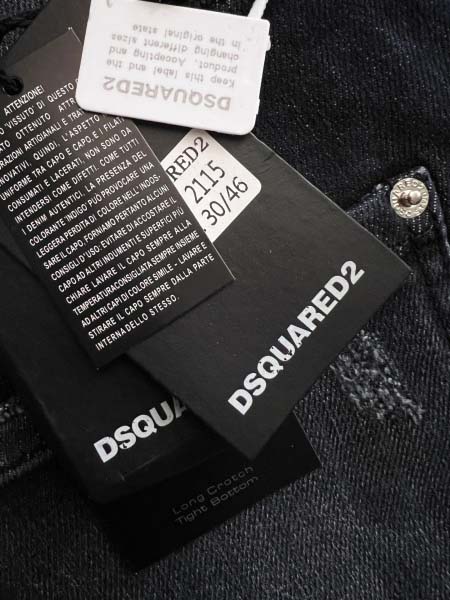 DSQUARED2
Keep this label and the
product. Accepting and
changing different sizes
in the original state
ATTENZIONE!
VISSUTO DI QUESTO
OTTENUTO
ARTIGIANALI E
QUINDI, L'ASPETTO
UNIFORME TRA CAPO E CAPO, E I FILATI
CONSUMATI E LACERATI, NON SONO DA
INTENDERSI COME DIFETTI, COME TUTTI
I DENIM AUTENTICI, LA PRESENZA DEL
COLORANTE INDIGO PUÒ PROVOCARE UNA
LEGGERA PERDITA DI COLORE NELL'INDOS.
SARE IL CAPO. FORNIAMO PERTANTO ALCUNI
CONSIGLI D'USO: EVITARE DI ACCOSTARE IL
CAPO AD ALTRI INDUMENTI E SUPERFICI PIÙ
CHIARE LAVARE IL CAPO SEMPRE ALLA
TEMPERATURA CONSIGLIATA SEMPRE INSIEME
AD ALTRI CAPI DI COLORE SIMILE - LAVARE E
STIRARE IL CAPO SEMPRE DALLA PARTE
INTERNA DELLO STESSO.
RED2
2115
30/46
DSQUARED2
DSQUA
Long Crotch
Tight Bottom